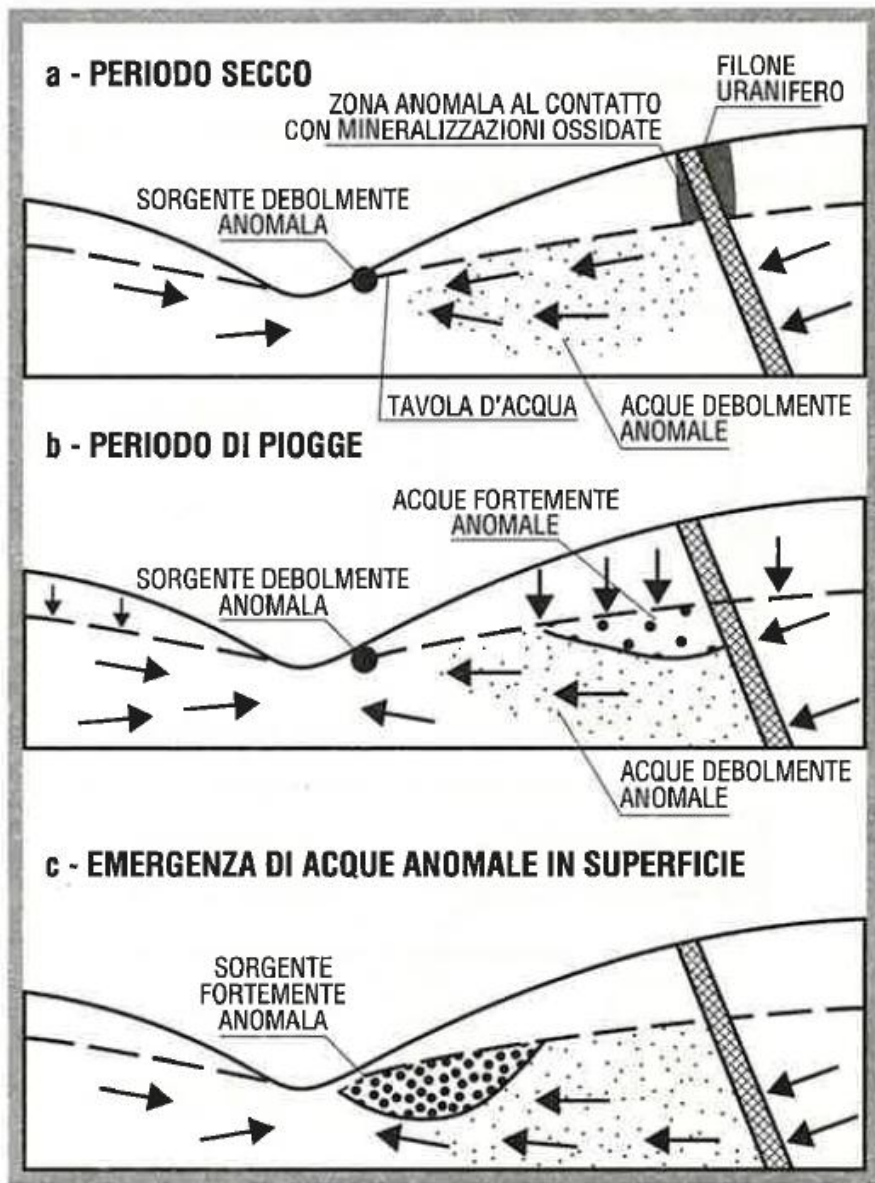 a - PERIODO SECCO
FILONE
URANIFERO
ZONA ANOMALA AL CONTATTO
CON MINERALIZZAZIONI OSSIDATE
SORGENTE DEBOLMENTE
ANOMALA
TAVOLA D'ACQUA
ACQUE DEBOLMENTE
ANOMALE
b - PERIODO DI PIOGGE
ACQUE FORTEMENTE
ANOMALE
SORGENTE DEBOLMENTE
ANOMALA
ACQUE DEBOLMENTE
ANOMALE
c - EMERGENZA DI ACQUE ANOMALE IN SUPERFICIE
SORGENTE
FORTEMENTE
ANOMALA